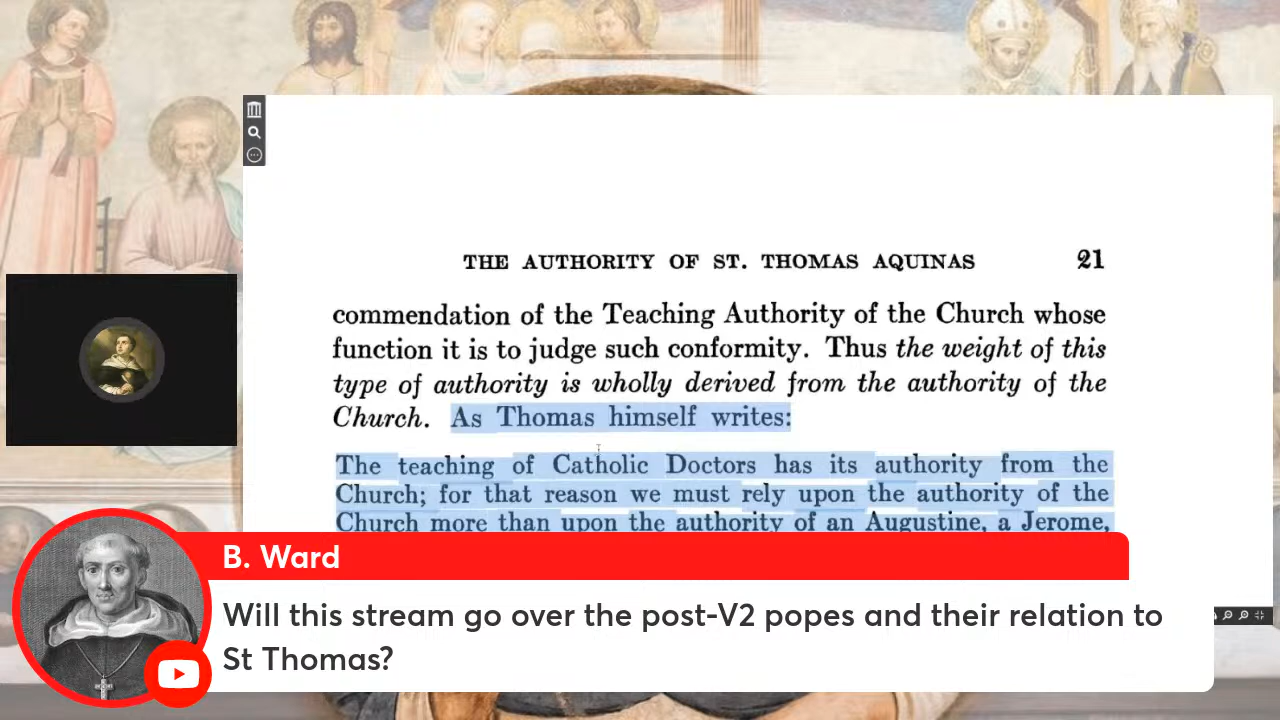 THE AUTHORITY OF ST. THOMAS AQUINAS 21
commendation of the Teaching Authority of the Church whose
function it is to judge such conformity. Thus the weight of this
type of authority is wholly derived from the authority of the
Church. As Thomas himself writes:
The teaching of Catholic Doctors has its authority from the
Church; for that reason we must rely upon the authority of the
Church more than upon the authority of an Augustine, a Jerome,
B. Ward
Will this stream go over the post-V2 popes and their relation to
St Thomas?